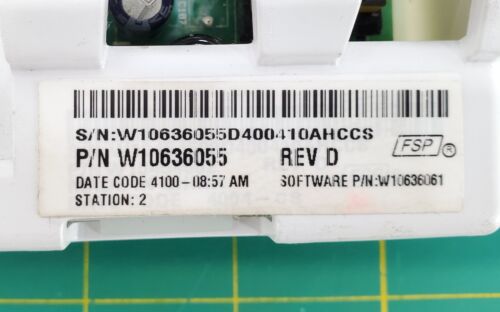 S/N:W10636055D400410AHCCS
P/N W10636055 REV D FSP ®
DATE CODE 4100-08:57 AM SOFTWARE P/N:W10636061
STATION: 2